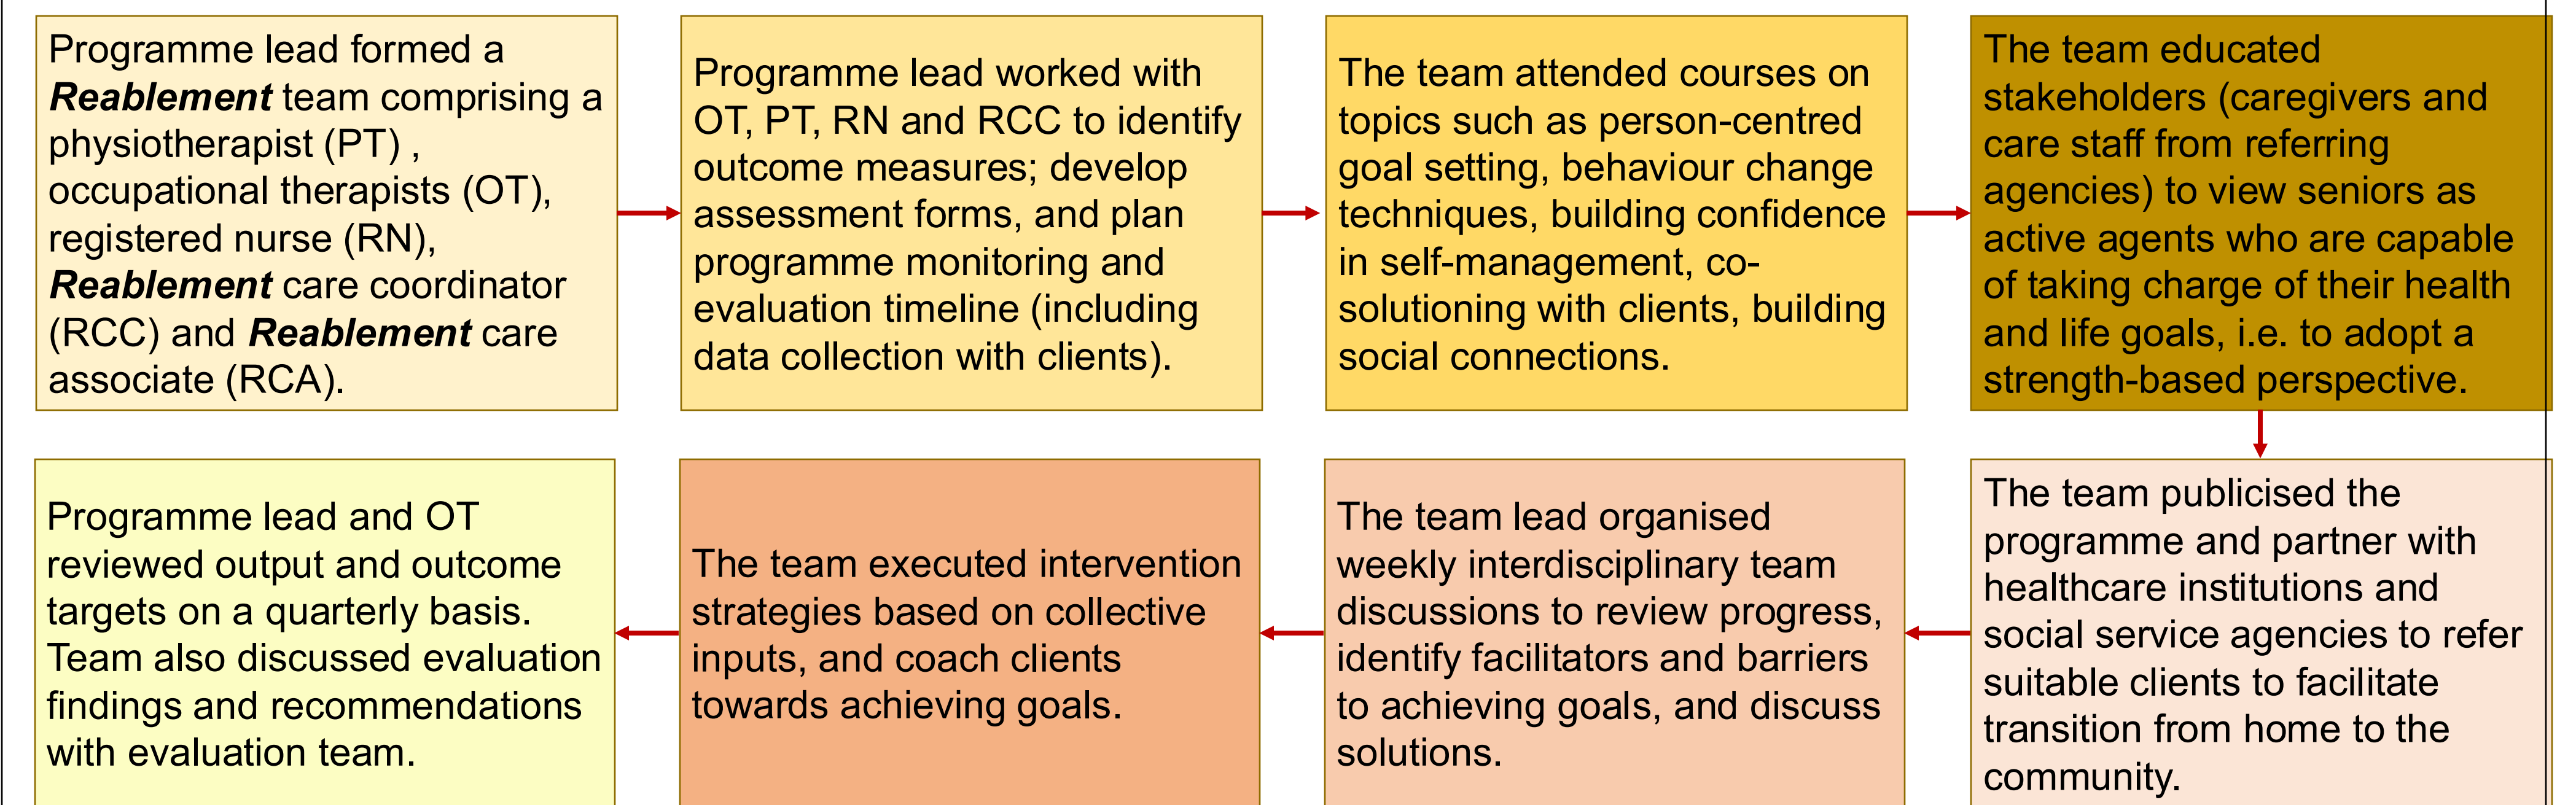 Programme lead formed a
Reablement team comprising a
physiotherapist (PT) ,
occupational therapists (OT),
registered nurse (RN),
Reablement care coordinator
(RCC) and Reablement care
associate (RCA).
Programme lead worked with
OT, PT, RN and RCC to identify
outcome measures; develop
assessment forms, and plan
programme monitoring and
evaluation timeline (including
data collection with clients).
The team attended courses on
topics such as person-centred
goal setting, behaviour change
techniques, building confidence
in self-management, co-
solutioning with clients, building
social connections.
The team educated
stakeholders (caregivers and
care staff from referring
agencies) to view seniors as
active agents who are capable
of taking charge of their health
and life goals, i.e. to adopt a
strength-based perspective.
The team publicised the
programme and partner with
healthcare institutions and
social service agencies to refer
suitable clients to facilitate
transition from home to the
community.
The team lead organised
weekly interdisciplinary team
discussions to review progress,
identify facilitators and barriers
to achieving goals, and discuss
solutions.
The team executed intervention
strategies based on collective
inputs, and coach clients
towards achieving goals.
Programme lead and OT
reviewed output and outcome
targets on a quarterly basis.
Team also discussed evaluation
findings and recommendations
with evaluation team.